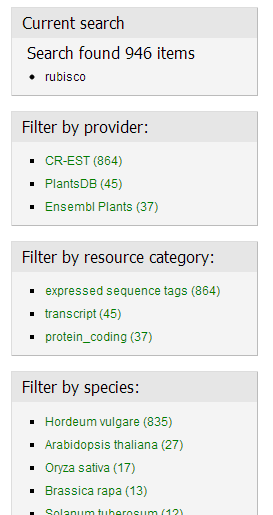 Current search
Search found 946 items
rubisco
Filter by provider:
CR-EST (864)
PlantsDB (45)
Ensembl Plants (37)
Filter by resource category:
expressed sequence tags (864)
transcript (45)
protein_coding (37)
Filter by species:
Hordeum vulgare (835)
Arabidopsis thaliana (27)
Oryza sativa (17)
Brassica rapa (13)
Solanum tuberosum (12)